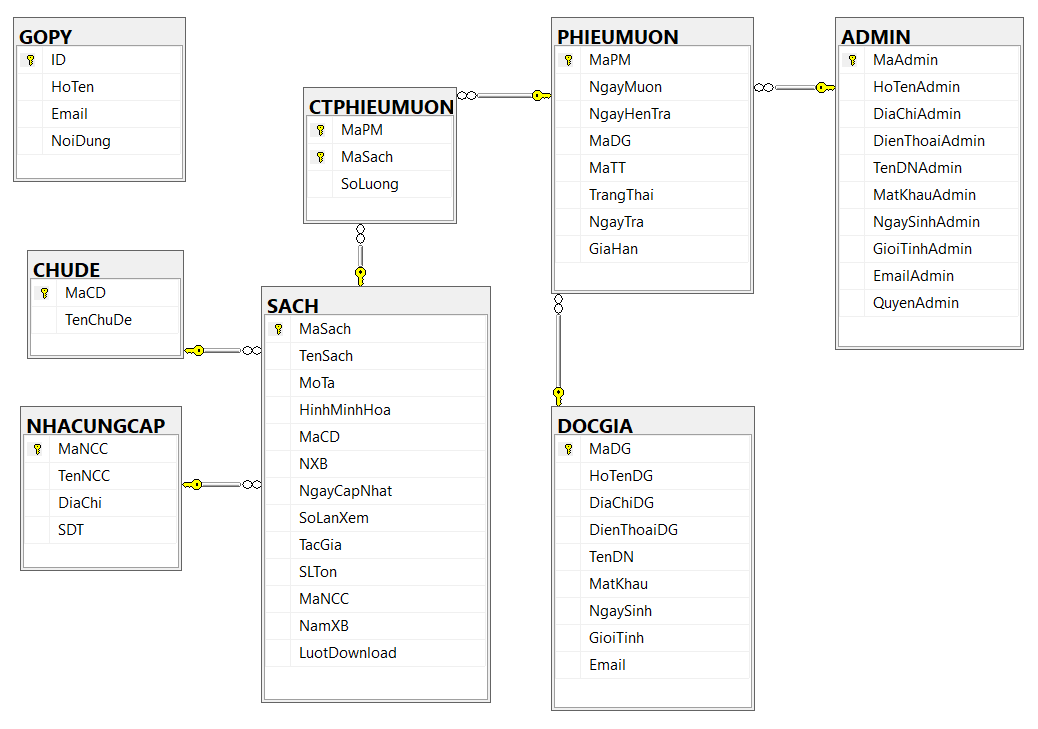 GOPY
ID
HoTen
Email
NoiDung
CTPHIEUMUON
MaPM
MaSach
SoLuong
PHIEUMUON
MaPM
NgayMuon
NgayHenTra
MaDG
MaTT
TrangThai
NgayTra
GiaHan
ADMIN
MaAdmin
HoTenAdmin
DiaChiAdmin
DienThoaiAdmin
TenDNAdmin
MatKhauAdmin
NgaySinhAdmin
GioiTinhAdmin
EmailAdmin
QuyenAdmin
CHUDE
MaCD
TenChuDe
NHACUNGCAP
MaNCC
TenNCC
DiaChi
SDT
SACH
MaSach
TenSach
MoTa
HinhMinhHoa
MaCD
NXB
NgayCapNhat
SoLanXem
TacGia
SLTon
MaNCC
NamXB
LuotDownload
DOCGIA
MaDG
HoTenDG
DiaChiDG
DienThoaiDG
TenDN
MatKhau
NgaySinh
GioiTinh
Email